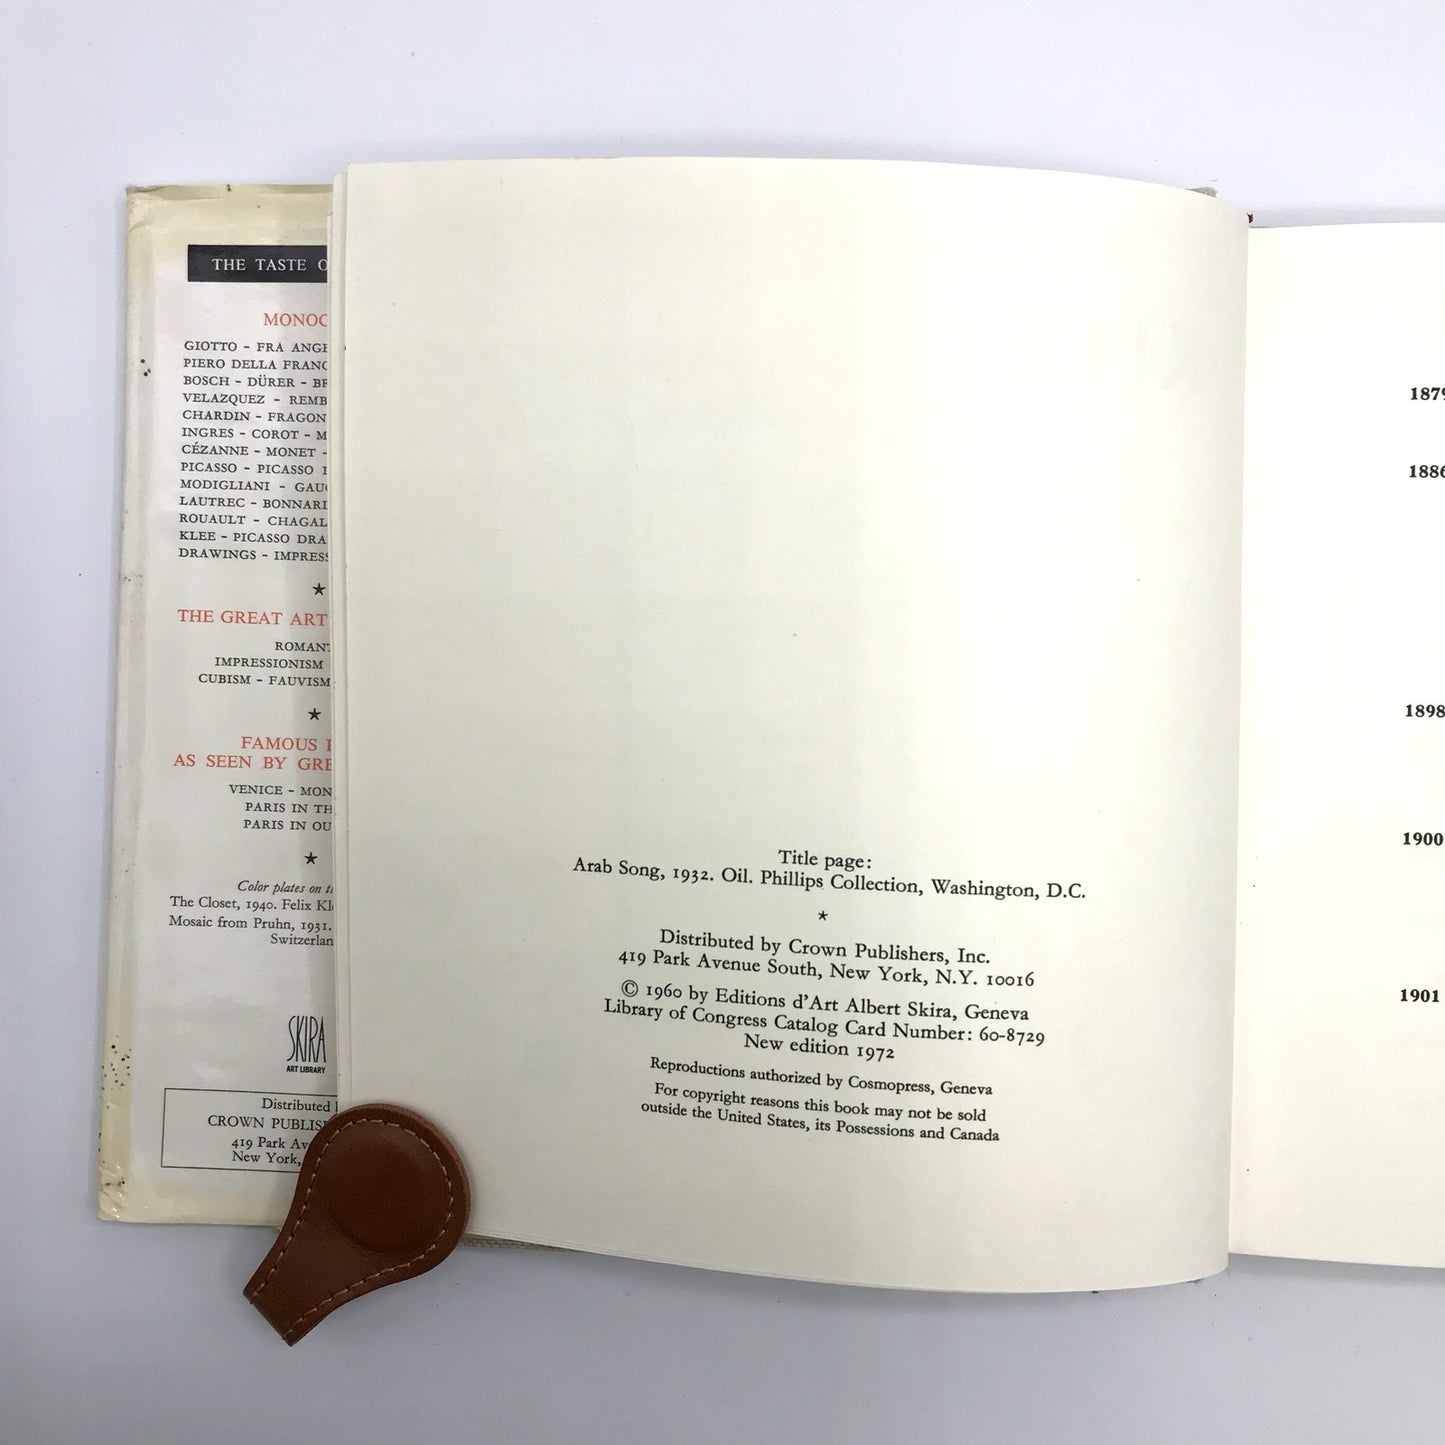 THE TASTE O
MONOC
GIOTTO - FRA ANGE
PIERO DELLA FRANC
BOSCH - DÜRER - BR
VELAZQUEZ - REMB
CHARDIN - FRAGON
INGRES - COROT - M
CÉZANNE - MONET -
PICASSO - PICASSO
MODIGLIANI - GAU
LAUTREC - BONNARD
ROUAULT - CHAGAL
KLEE - PICASSO DRA
DRAWINGS - IMPRESS
★
THE GREAT ART
ROMANT
IMPRESSIONISM
CUBISM - FAUVISM
★
FAMOUS
AS SEEN BY GRE
VENICE - MON
PARIS IN TH
PARIS IN OU
★
Color plates on
The Closet, 1940. Felix Kl
Mosaic from Pruhn, 1931.
Switzerlan
SKIRA
ART LIBRARY
Distributed
CROWN PUBLIS
419 Park Av
New York,
Title page:
Arab Song, 1932. Oil. Phillips Collection, Washington, D.C.
★
Distributed by Crown Publishers, Inc.
419 Park Avenue South, New York, N.Y. 10016
© 1960 by Editions d'Art Albert Skira, Geneva
Library of Congress Catalog Card Number: 60-8729
New edition 1972
Reproductions authorized by Cosmopress, Geneva
For copyright reasons this book may not be sold
outside the United States, its Possessions and Canada
1879
1886
1898
1900
1901